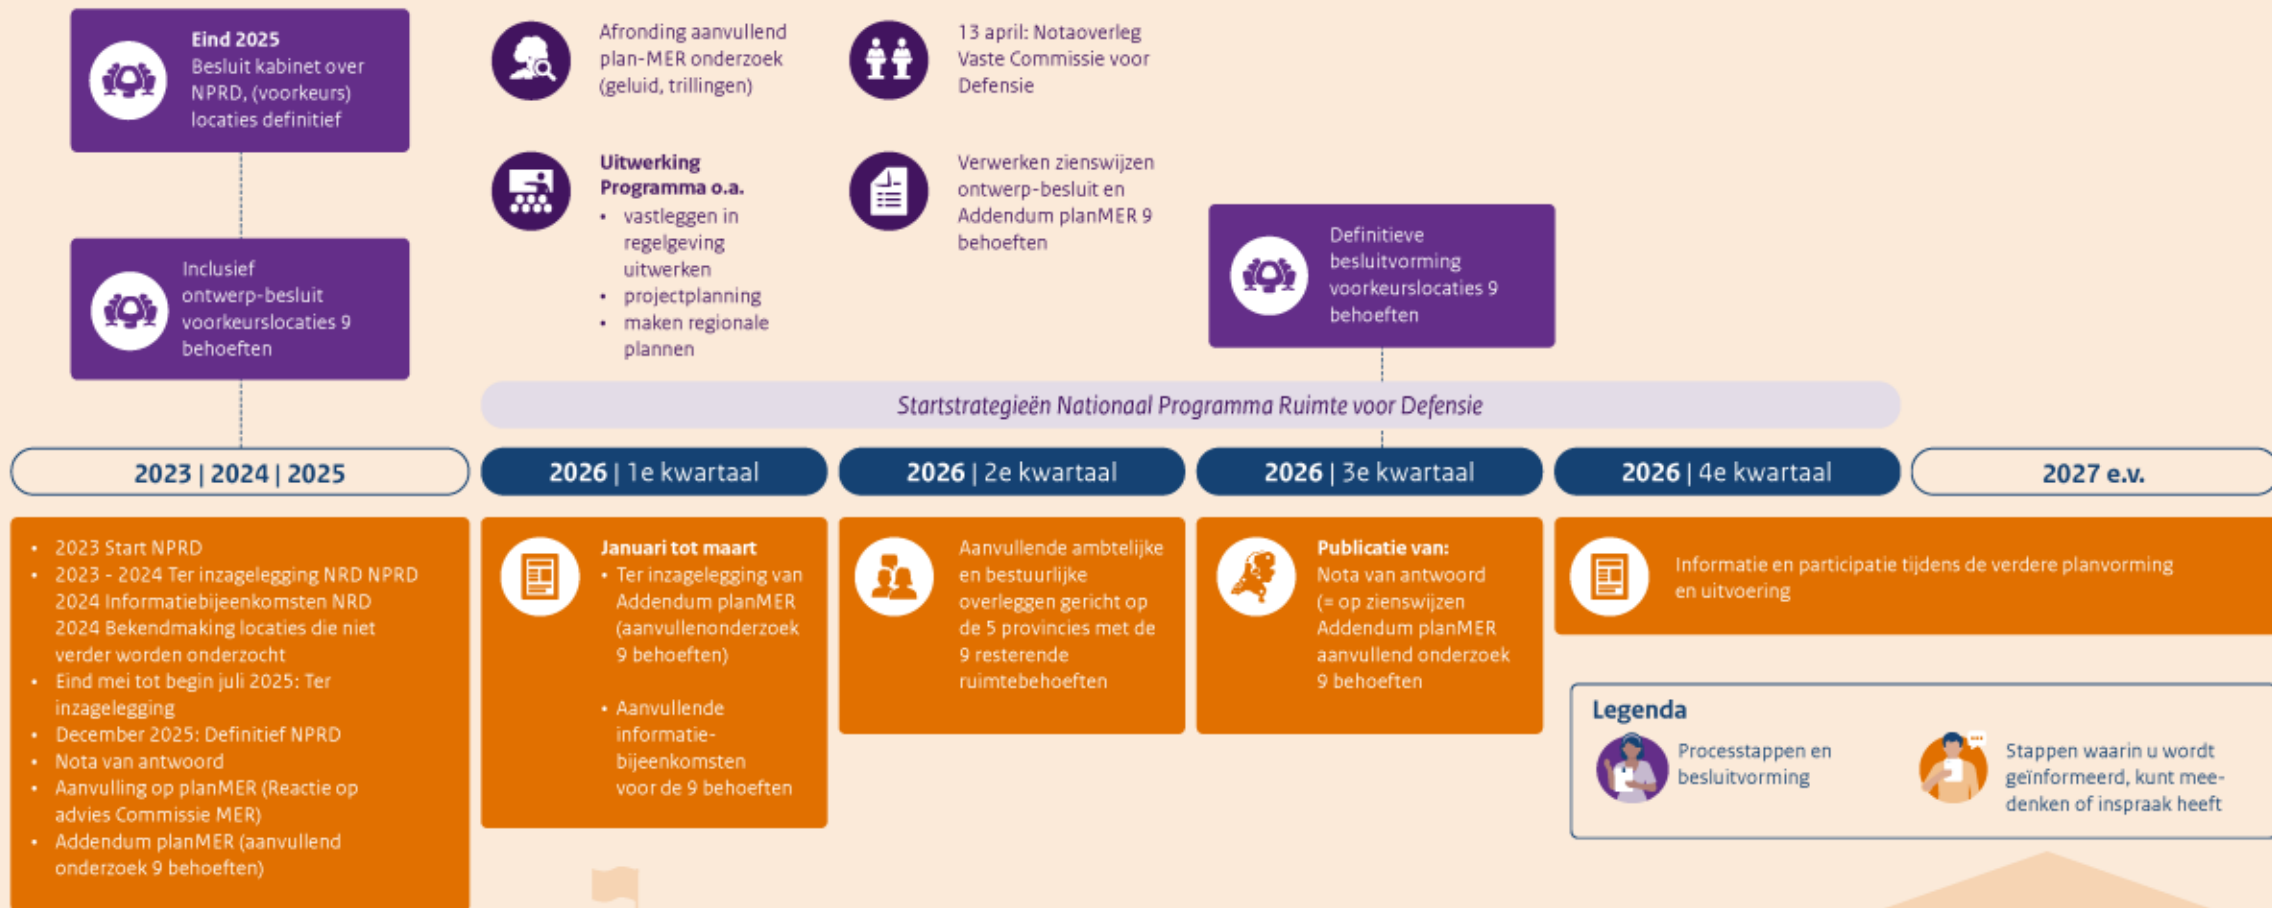 Eind 2025
Besluit kabinet over
NPRD, (voorkeurs)
locaties definitief
Inclusief
ontwerp-besluit
voorkeurslocaties 9
behoeften
Afronding aanvullend
plan-MER onderzoek
(geluid, trillingen)
Uitwerking
Programma o.a.
• vastleggen in
regelgeving
uitwerken
• projectplanning
• maken regionale
plannen
13 april: Notaoverleg
Vaste Commissie voor
Defensie
Verwerken zienswijzen
ontwerp-besluit en
Addendum planMER 9
behoeften
Definitieve
besluitvorming
voorkeurslocaties 9
behoeften
Startstrategieën Nationaal Programma Ruimte voor Defensie
2023 | 2024 | 2025
2026 | 1e kwartaal
2026 | 2e kwartaal
2026 | 3e kwartaal
2026 | 4e kwartaal
2027 e.v.
• 2023 Start NPRD
• 2023 - 2024 Ter inzagelegging NRD NPRD
2024 Informatiebijeenkomsten NRD
2024 Bekendmaking locaties die niet
verder worden onderzocht
• Eind mei tot begin juli 2025: Ter
inzagelegging
• December 2025: Definitief NPRD
• Nota van antwoord
• Aanvulling op planMER (Reactie op
advies Commissie MER)
• Addendum planMER (aanvullend
onderzoek 9 behoeften)
Januari tot maart
• Ter inzagelegging van
Addendum planMER
(aanvullenonderzoek
9 behoeften)
• Aanvullende
informatie-
bijeenkomsten
voor de 9 behoeften
Aanvullende ambtelijke
en bestuurlijke
overleggen gericht op
de 5 provincies met de
9 resterende
ruimtebehoeften
Publicatie van:
Nota van antwoord
(= op zienswijzen
Addendum planMER
aanvullend onderzoek
9 behoeften
Informatie en participatie tijdens de verdere planvorming
en uitvoering
Legenda
Processtappen en
besluitvorming
Stappen waarin u wordt
geïnformeerd, kunt mee-
denken of inspraak heeft